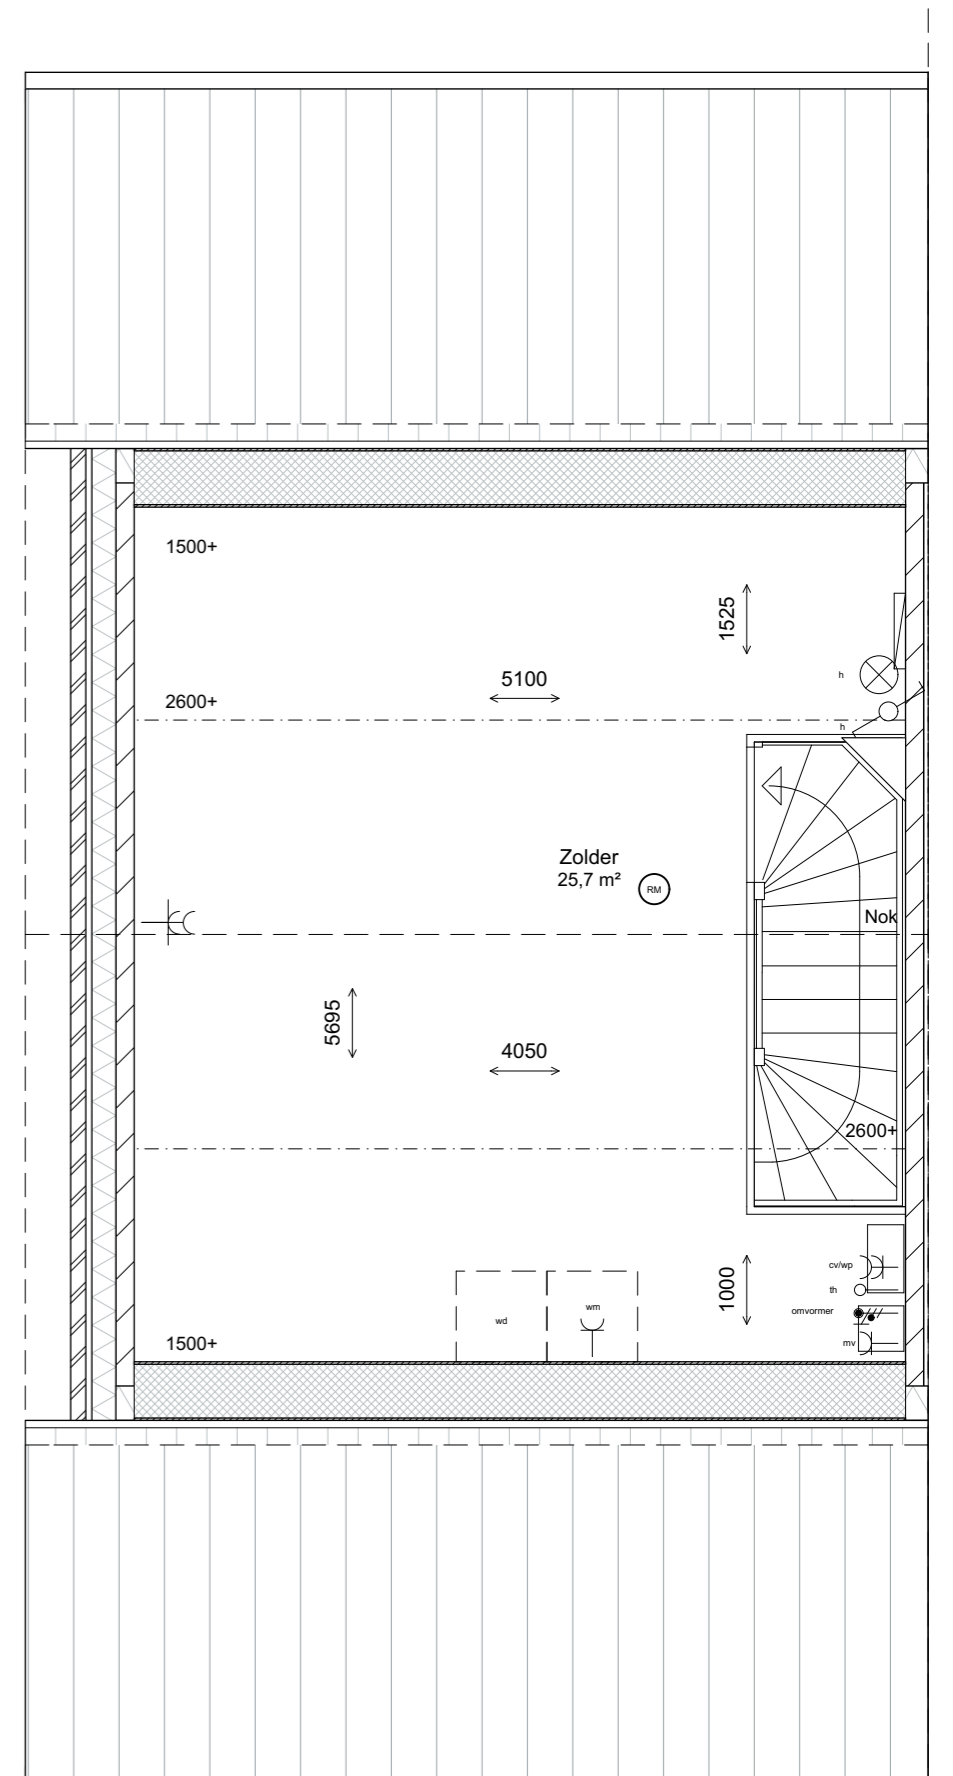 1500+
1525
h
5100
2600+
h
Zolder
25,7 m²
RM
Nok
5695
4050
2600+
cv/wp
th
1000
wm
omvormer
wd
mv
1500+